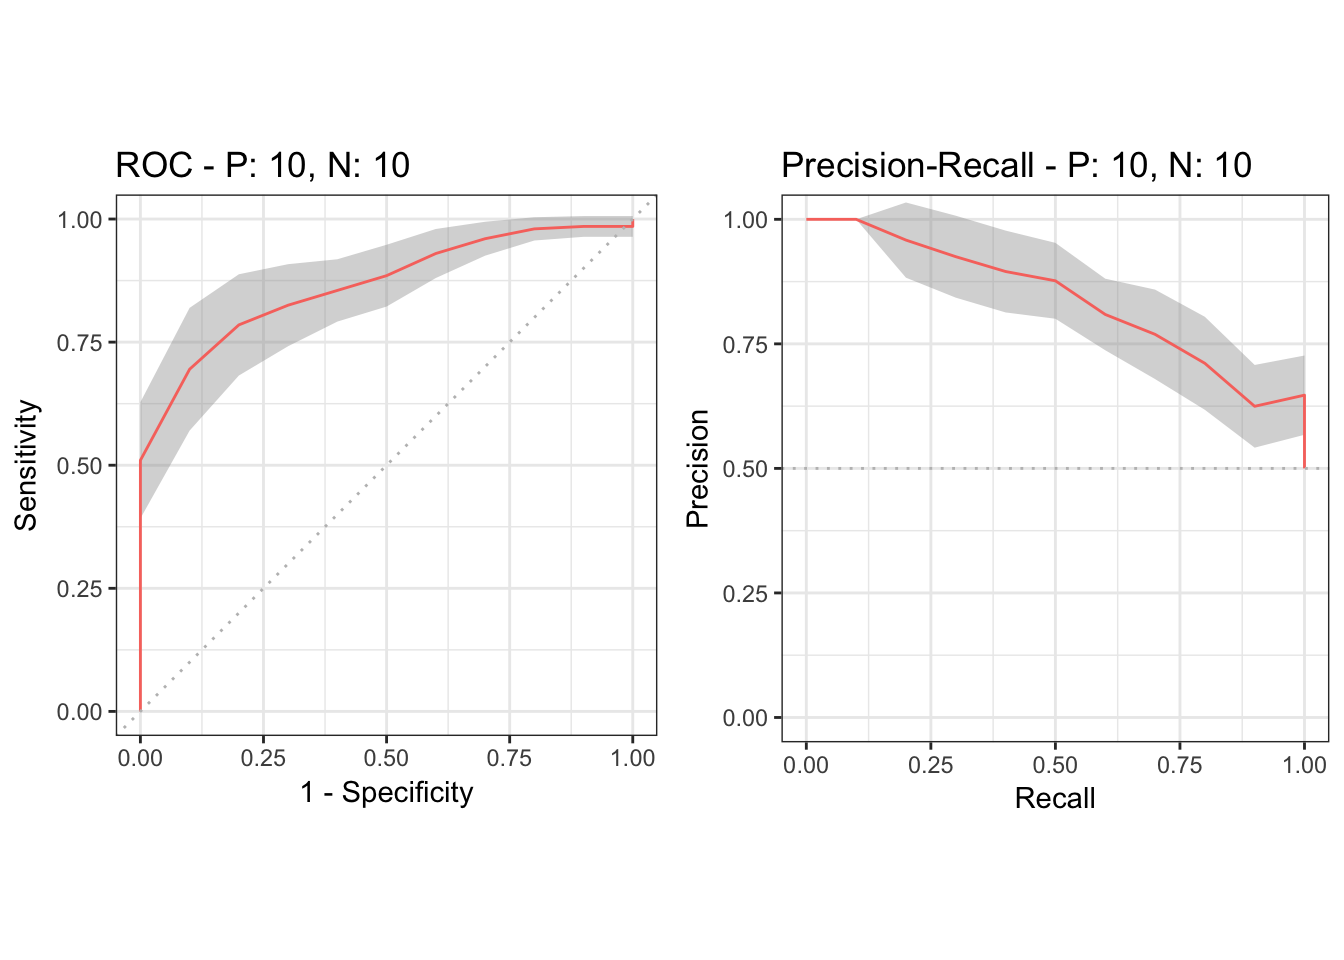 ROC - P: 10, N: 10
1.00
0.75
0.50
0.25
0.00
Sensitivity
0.00 0.25 0.50 0.75 1.00
1 - Specificity
Precision-Recall - P: 10, N: 10
1.00
0.75
0.50
0.25
0.00
Precision
0.00 0.25 0.50 0.75 1.00
Recall